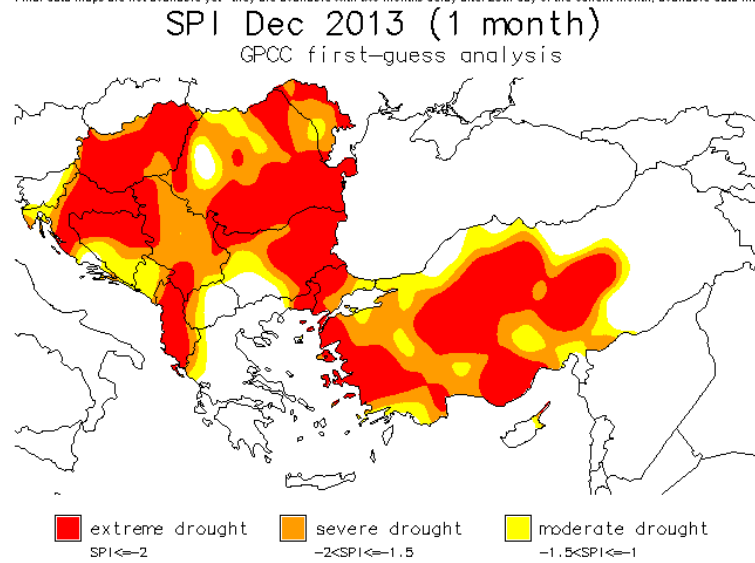 SPI Dec 2013 (1 month)
GPCC first-guess analysis
extreme drought
severe drought
moderate drought
SPI<=-2
-2<SPI<=-1.5
-1.5<SPI<=-1